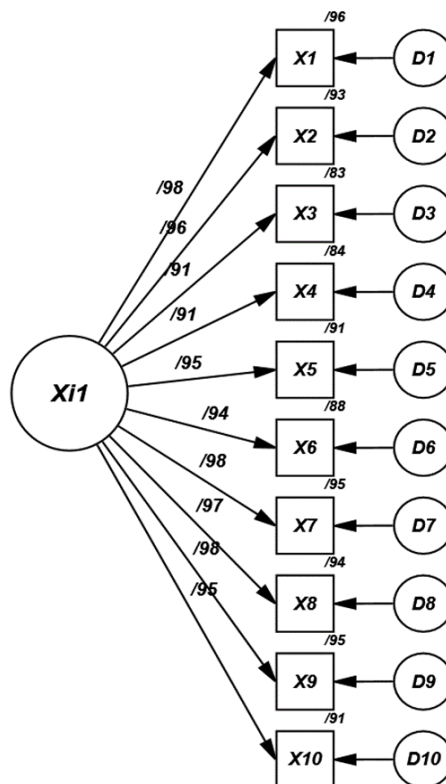 /96
X1 D1
/93
X2 D2
/98
/83
/96
X3 D3
/91
/84
X4 D4
/91
/91
/95
X5 D5
Xi1
/88
/94
X6 D6
/98
/95
X7 D7
/97
/94
/98
X8 D8
/95
/95
X9 D9
/91
X10 D10